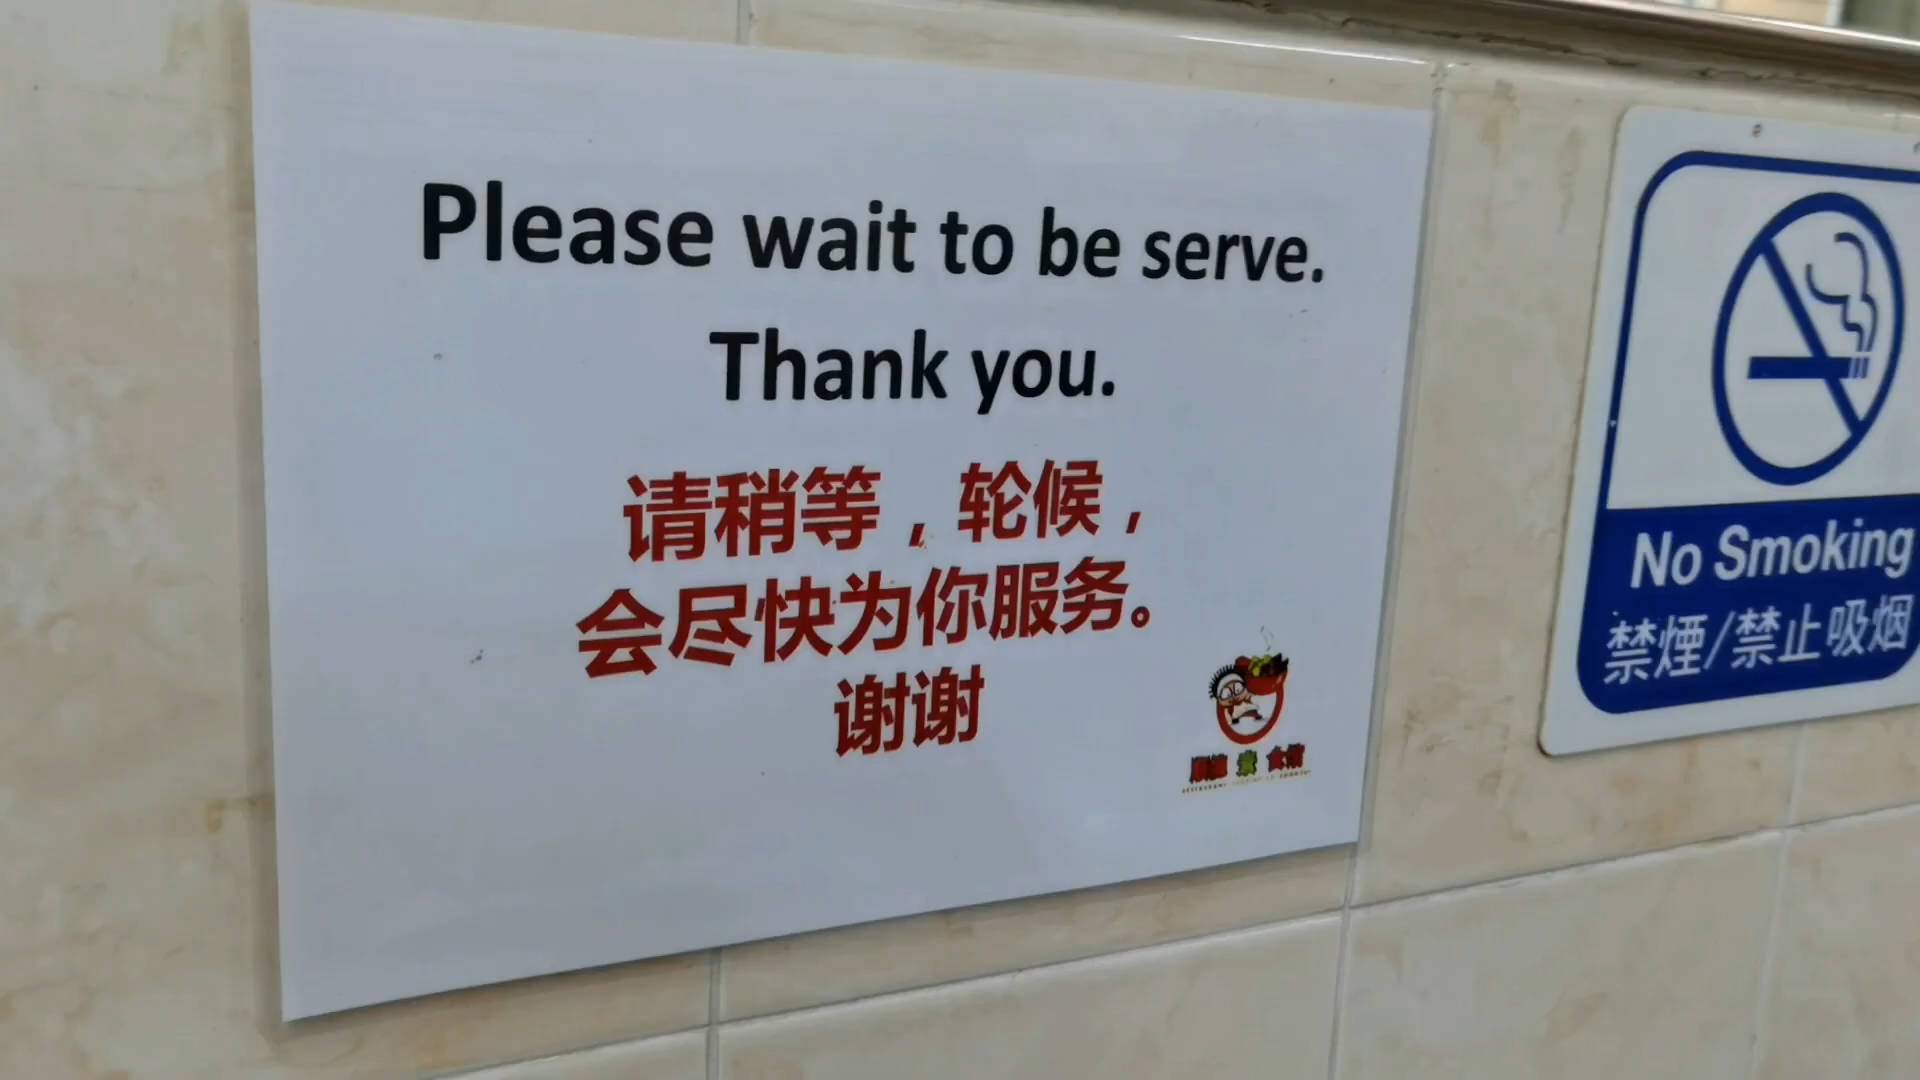 Please wait to be serve.
Thank you.
请稍等，轮候，
会尽快为你服务。
谢谢
No Smoking
禁煙/禁止吸烟